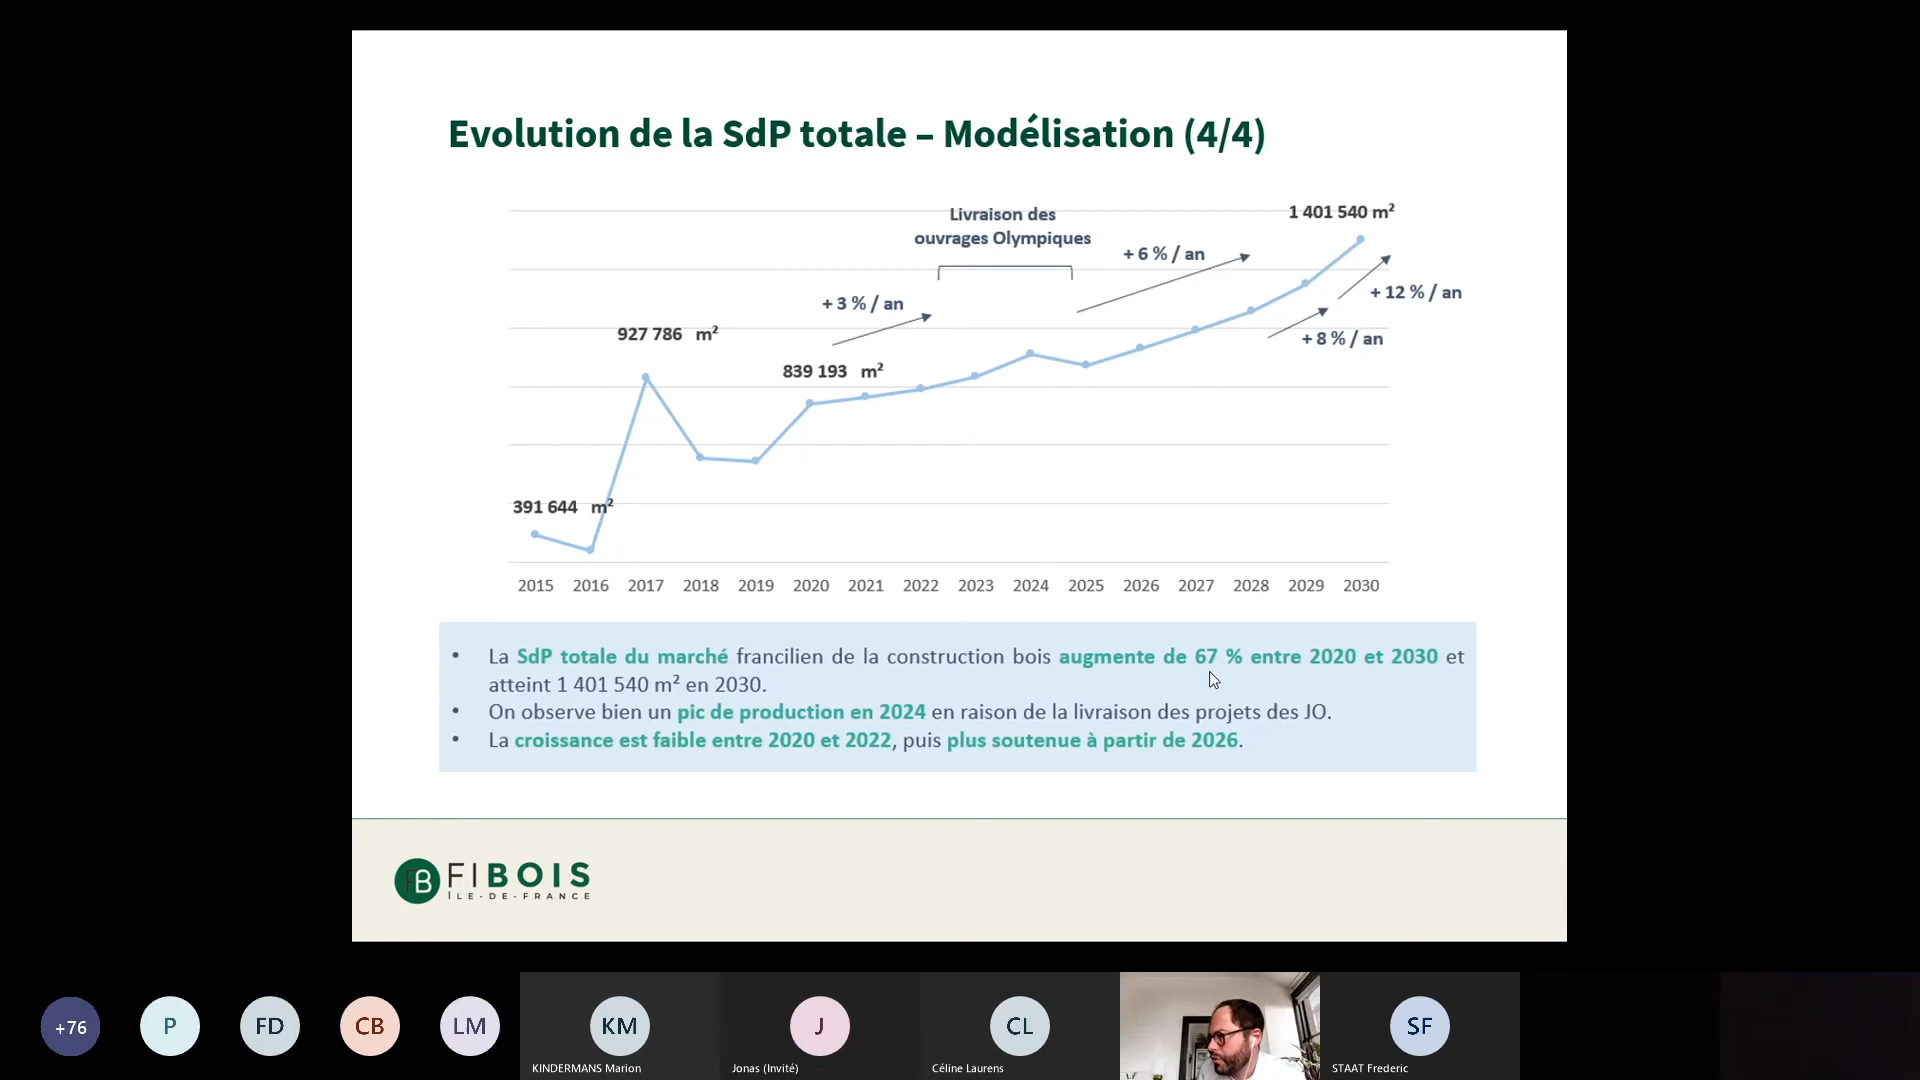 Evolution de la SdP totale – Modélisation (4/4)
1 401 540 m²
Livraison des
ouvrages Olympiques
+ 6 % / an
+ 12 % / an
+ 3 % / an
927 786 m²
+ 8 % / an
839 193 m²
391 644 m²
2015 2016 2017 2018 2019 2020 2021 2022 2023 2024 2025 2026 2027 2028 2029 2030
• La SdP totale du marché francilien de la construction bois augmente de 67 % entre 2020 et 2030 et
atteint 1 401 540 m² en 2030.
• On observe bien un pic de production en 2024 en raison de la livraison des projets des JO.
• La croissance est faible entre 2020 et 2022, puis plus soutenue à partir de 2026.
FB FIBOIS
ÎLE-DE-FRANCE
+76 P FD CB LM KM J CL SF
KINDERMANS Marion Jonas (Invité) Céline Laurens STAAT Frederic